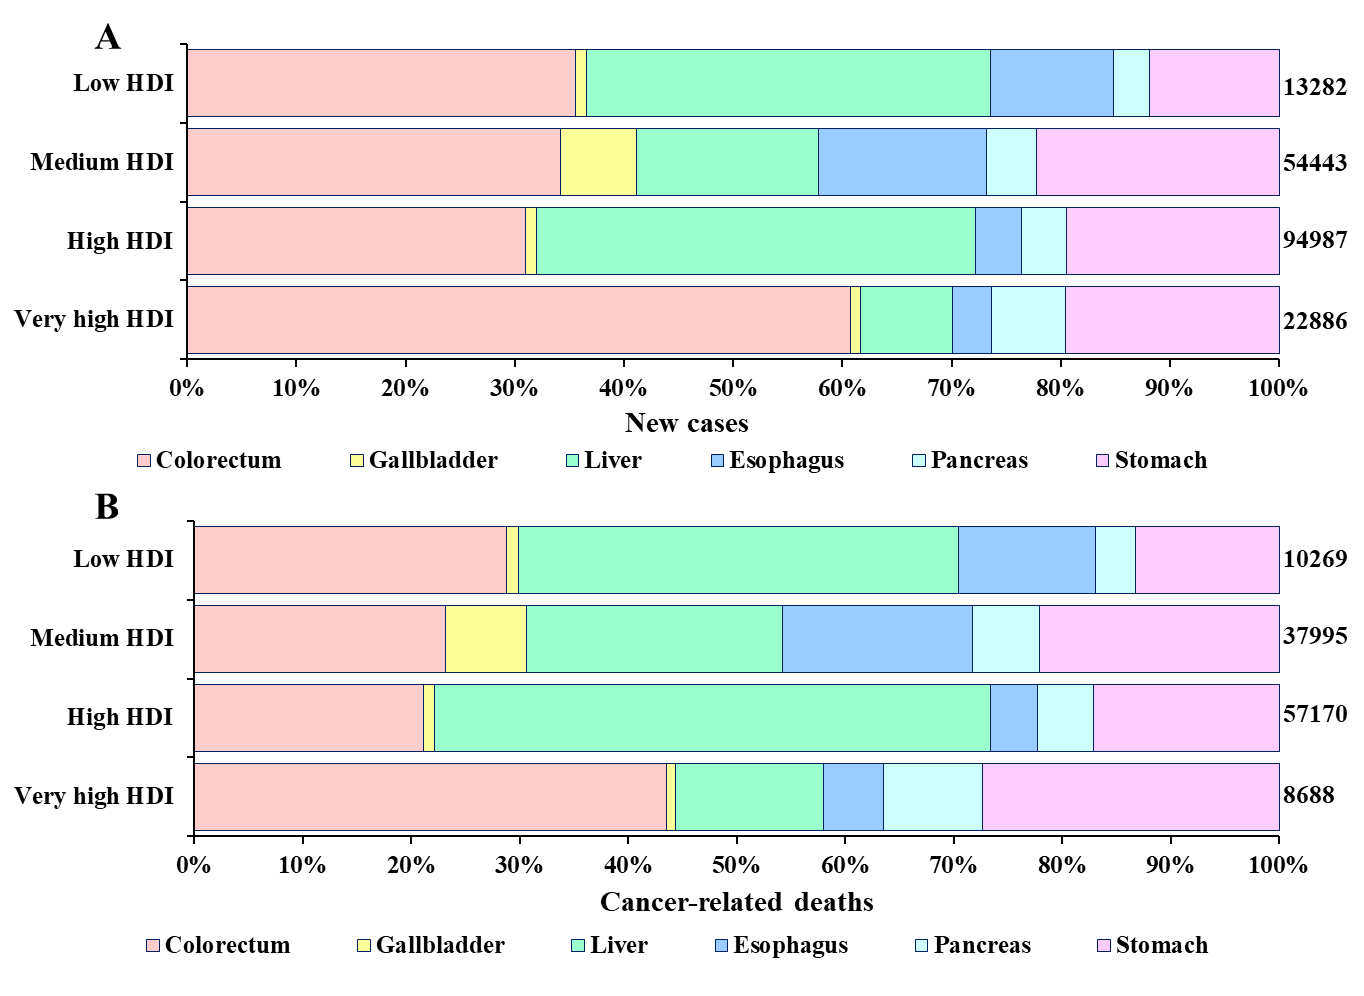 A
Low HDI 13282
Medium HDI 54443
High HDI 94987
Very high HDI 22886
0% 10% 20% 30% 40% 50% 60% 70% 80% 90% 100%
New cases
Colorectum Gallbladder Liver Esophagus Pancreas Stomach
B
Low HDI 10269
Medium HDI 37995
High HDI 57170
Very high HDI 8688
0% 10% 20% 30% 40% 50% 60% 70% 80% 90% 100%
Cancer-related deaths
Colorectum Gallbladder Liver Esophagus Pancreas Stomach